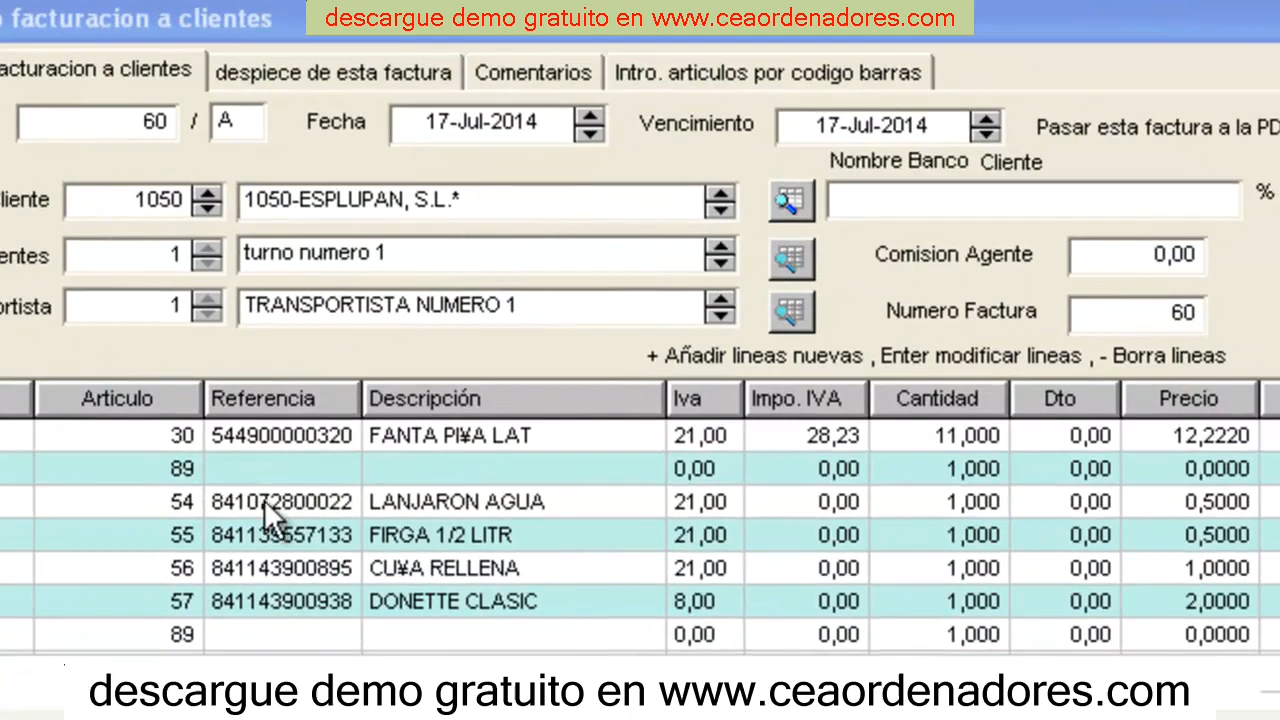 facturacion a clientes
descargue demo gratuito en www.ceaordenadores.com
acturacion a clientes despiece de esta factura Comentarios Intro. articulos por codigo barras
60 / A Fecha 17-Jul-2014 Vencimiento 17-Jul-2014 Pasar esta factura a la PD
Nombre Banco Cliente
liente 1050 1050-ESPLUPAN, S.L.* %
entes 1 turno numero 1 Comision Agente 0,00
ortista 1 TRANSPORTISTA NUMERO 1 Numero Factura 60
+ Añadir lineas nuevas , Enter modificar lineas , - Borra lineas
Articulo Referencia Descripción Iva Impo. IVA Cantidad Dto Precio
30 544900000320 FANTA PI¥A LAT 21,00 28,23 11,000 0,00 12,2220
89 0,00 0,00 1,000 0,00 0,0000
54 841072800022 LANJARON AGUA 21,00 0,00 1,000 0,00 0,5000
55 FIRGA 1/2 LITR 21,00 0,00 1,000 0,00 0,5000
56 841143900895 CU¥A RELLENA 21,00 0,00 1,000 0,00 1,0000
57 841143900938 DONETTE CLASIC 8,00 0,00 1,000 0,00 2,0000
89 0,00 0,00 1,000 0,00 0,0000
descargue demo gratuito en www.ceaordenadores.com